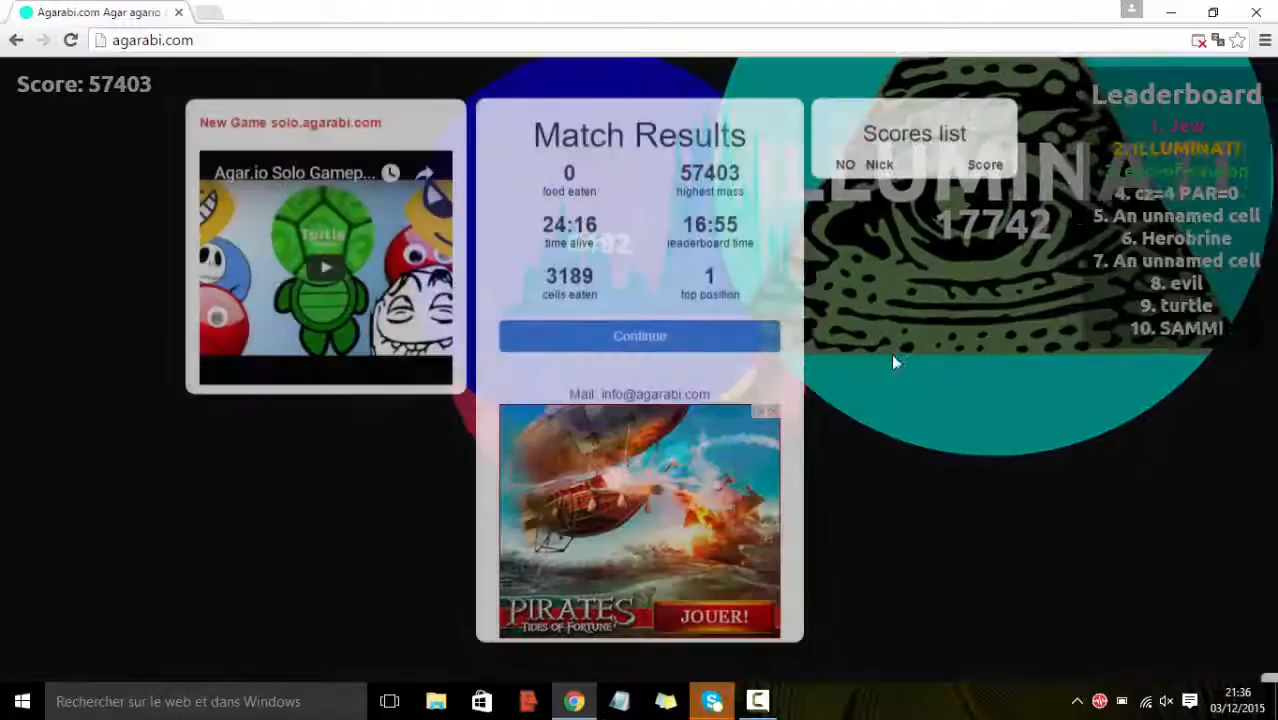 Agarabi.com Agar agario
agarabi.com
Score: 57403
New Game solo.agarabi.com
Agar.io Solo Gamep...
Turtle
Match Results
0
food eaten
57403
highest mass
24:16
time alive
16:55
leaderboard time
3189
cells eaten
1
top position
Continue
Mail: info@agarabi.com
PIRATES
TIDES OF FORTUNE
JOUER!
Scores list
NO Nick Score
ILLUMINATI
17742
Leaderboard
1. Jew
2. ILLUMINATI
4. cz=4 PAR=0
5. An unnamed cell
6. Herobrine
7. An unnamed cell
8. evil
9. turtle
10. SAMMI
Rechercher sur le web et dans Windows
21:36
03/12/2015